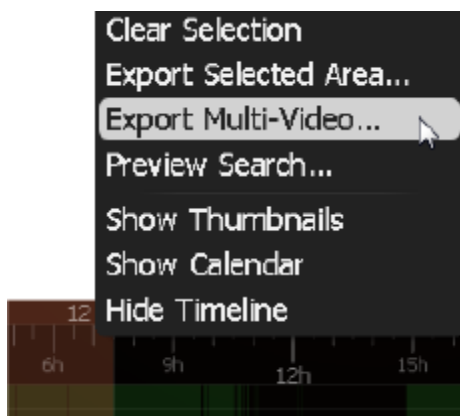 Clear Selection
Export Selected Area...
Export Multi-Video...
Preview Search...
Show Thumbnails
Show Calendar
Hide Timeline
12
6h 9h 12h 15h